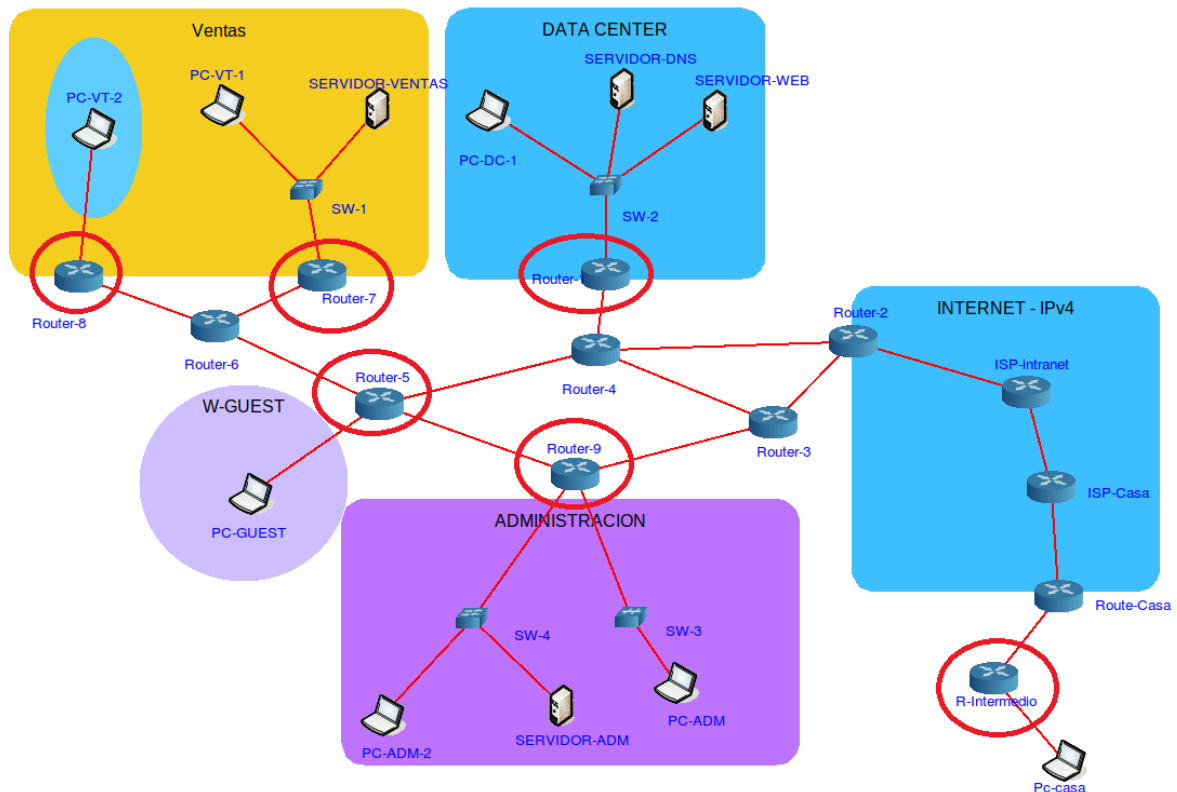 Ventas
DATA CENTER
PC-VT-1
SERVIDOR-DNS
SERVIDOR-VENTAS
SERVIDOR-WEB
PC-VT-2
PC-DC-1
SW-1
SW-2
Router-1
Router-7
Router-8
INTERNET - IPv4
Router-2
Router-6
ISP-intranet
Router-5
Router-4
W-GUEST
Router-9
Router-3
ISP-Casa
ADMINISTRACION
PC-GUEST
Route-Casa
SW-4
SW-3
R-Intermedio
PC-ADM
SERVIDOR-ADM
PC-ADM-2
Pc-casa